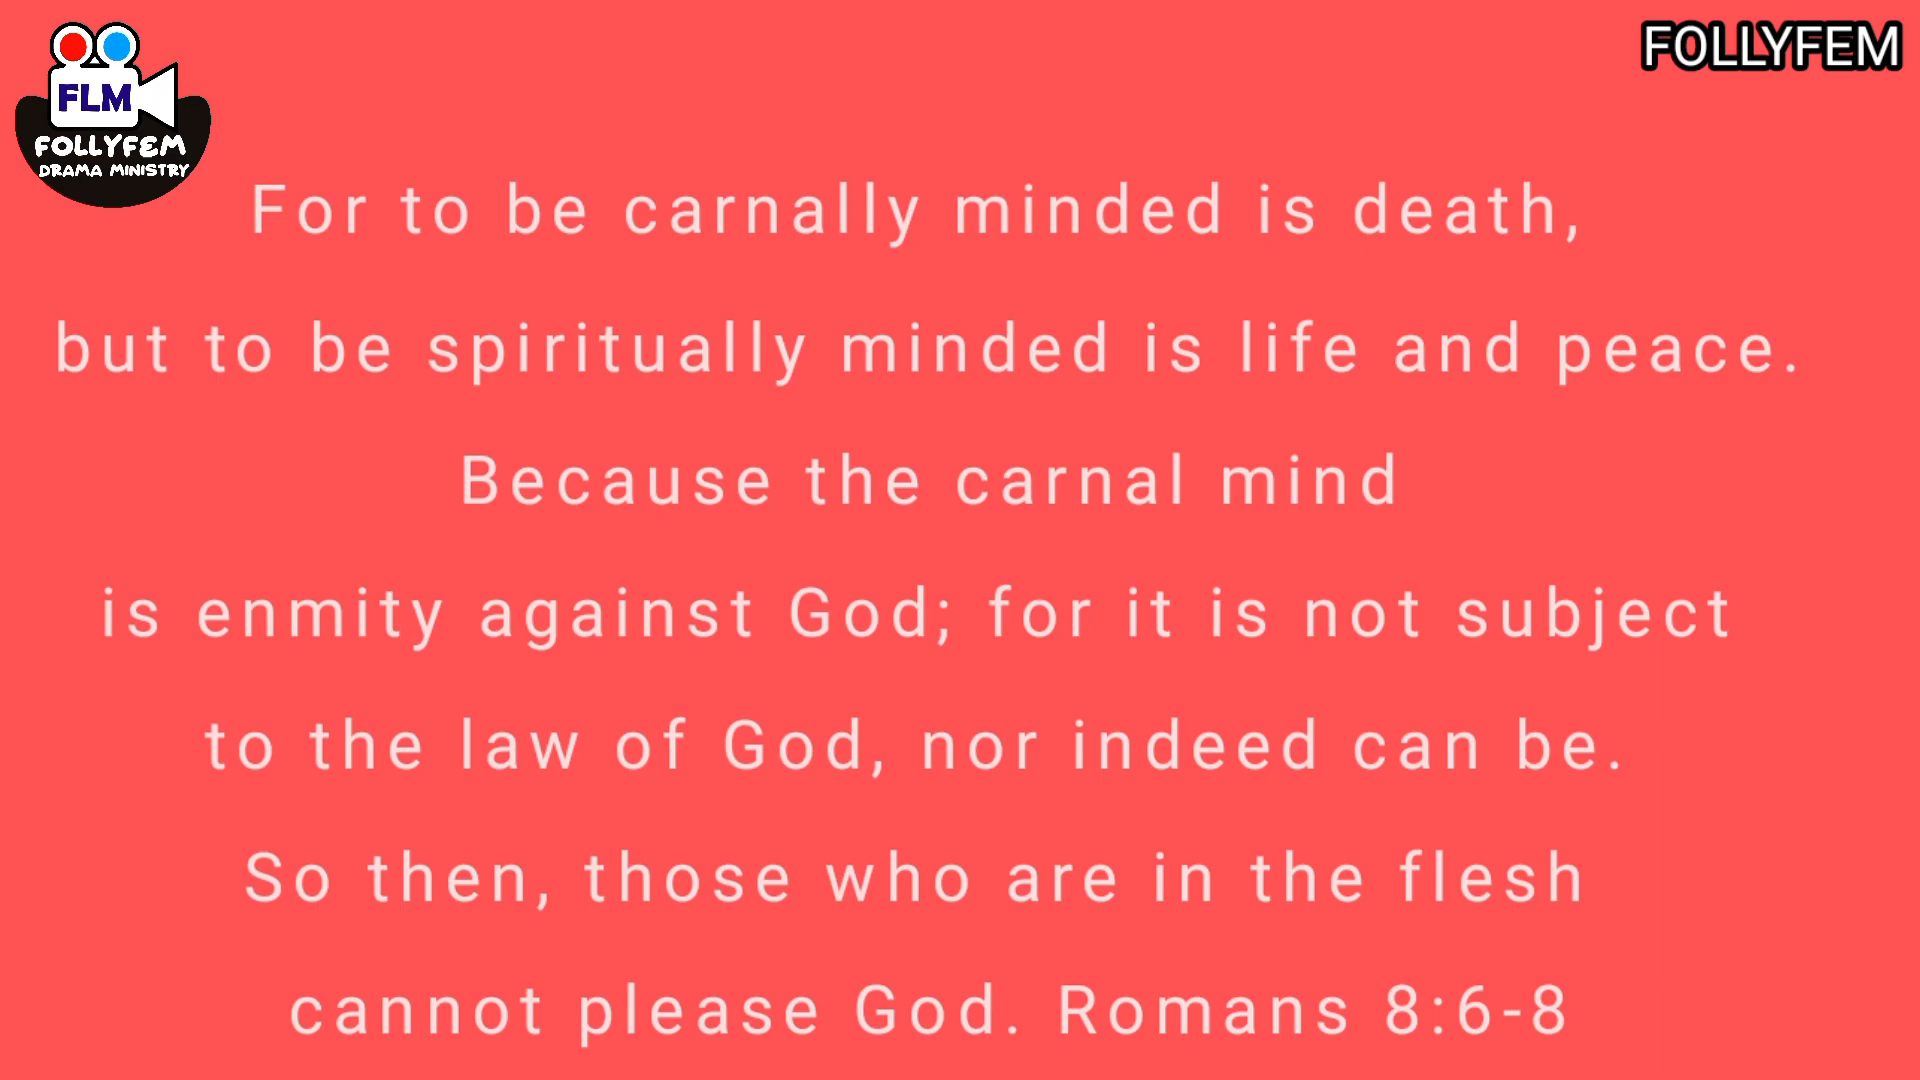 FLM
FOLLYFEM
DRAMA MINISTRY
FOLLYFEM
For to be carnally minded is death,
but to be spiritually minded is life and peace.
Because the carnal mind
is enmity against God; for it is not subject
to the law of God, nor indeed can be.
So then, those who are in the flesh
cannot please God. Romans 8:6-8